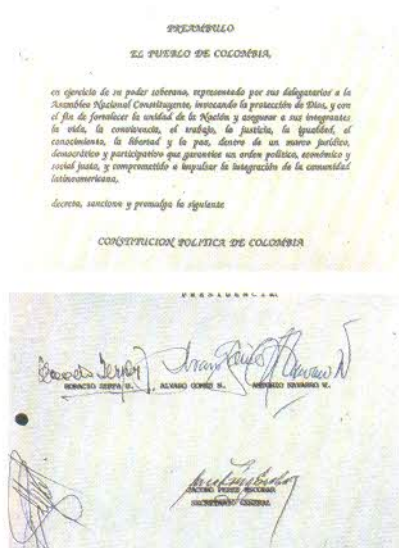 PREAMBULO
EL PUEBLO DE COLOMBIA,
en ejercicio de su poder soberano, representado por sus delegatarios a la
Asamblea Nacional Constituyente, invocando la protección de Dios, y con
el fin de fortalecer la unidad de la Nación y asegurar a sus integrantes
la vida, la convivencia, el trabajo, la justicia, la igualdad, el
conocimiento, la libertad y la paz, dentro de un marco jurídico,
democrático y participativo que garantice un orden político, económico y
social justo, y comprometido a impulsar la integración de la comunidad
latinoamericana,
decreta, sanciona y promulga la siguiente
CONSTITUCION POLITICA DE COLOMBIA
PRESIDENCIA:
HORACIO SERPA U. ALVARO GOMEZ H. ANTONIO NAVARRO W.
JACOBO PEREZ ESCOBAR
SECRETARIO GENERAL